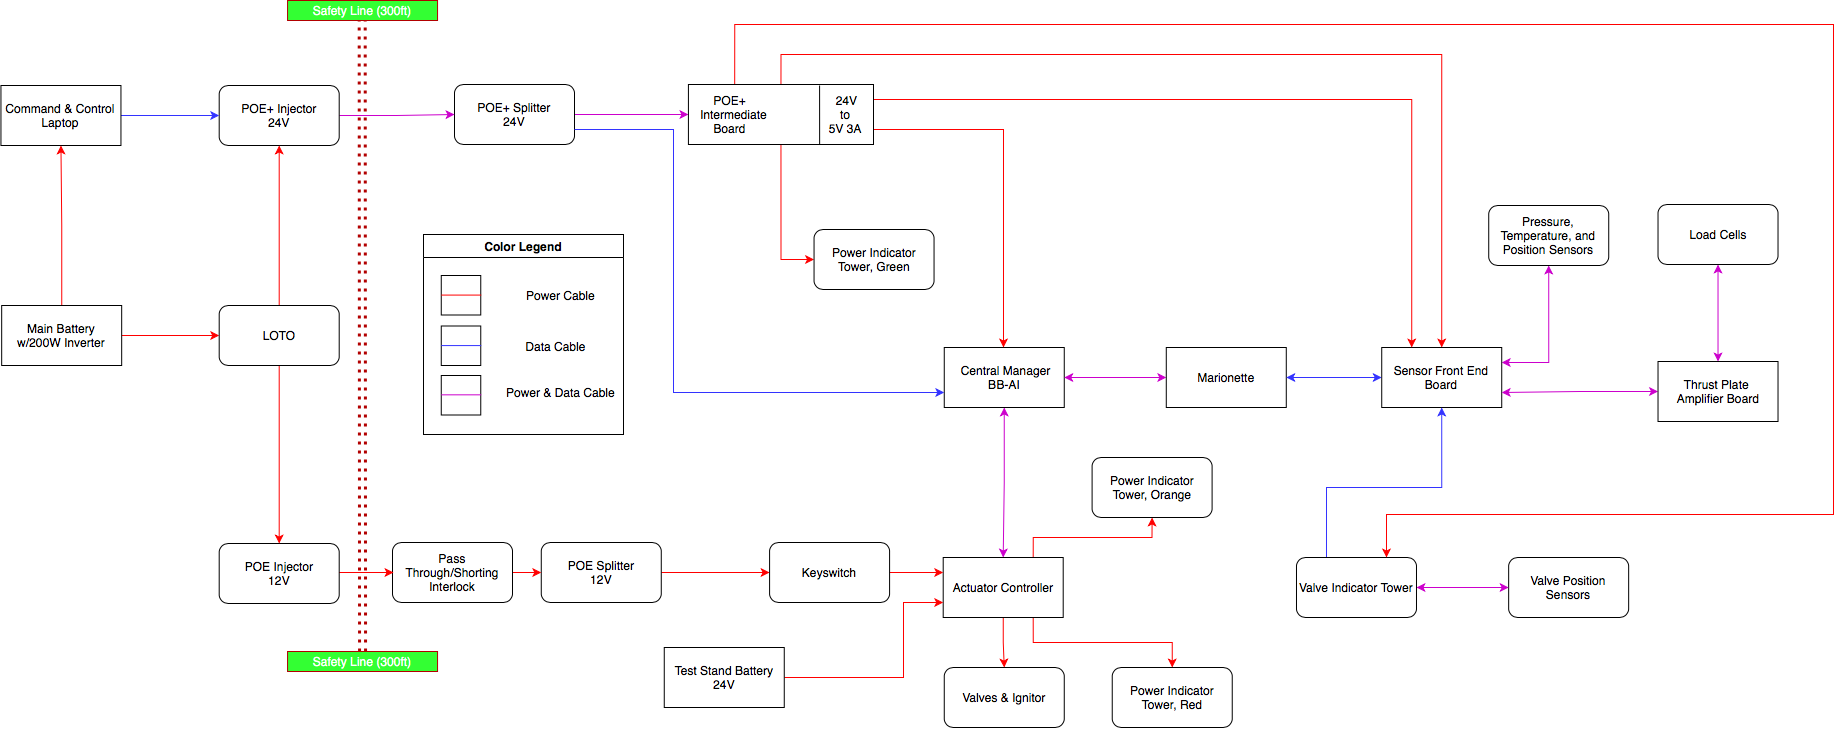 Safety Line (300ft)
Command & Control
Laptop
POE+ Injector
24V
POE+ Splitter
24V
POE+
Intermediate
Board
24V
to
5V 3A
Power Indicator
Tower, Green
Pressure,
Temperature, and
Position Sensors
Load Cells
Color Legend
Power Cable
Data Cable
Power & Data Cable
Main Battery
w/200W Inverter
LOTO
Central Manager
BB-AI
Marionette
Sensor Front End
Board
Thrust Plate
Amplifier Board
Power Indicator
Tower, Orange
POE Injector
12V
Pass
Through/Shorting
Interlock
POE Splitter
12V
Keyswitch
Actuator Controller
Valve Indicator Tower
Valve Position
Sensors
Safety Line (300ft)
Test Stand Battery
24V
Valves & Ignitor
Power Indicator
Tower, Red